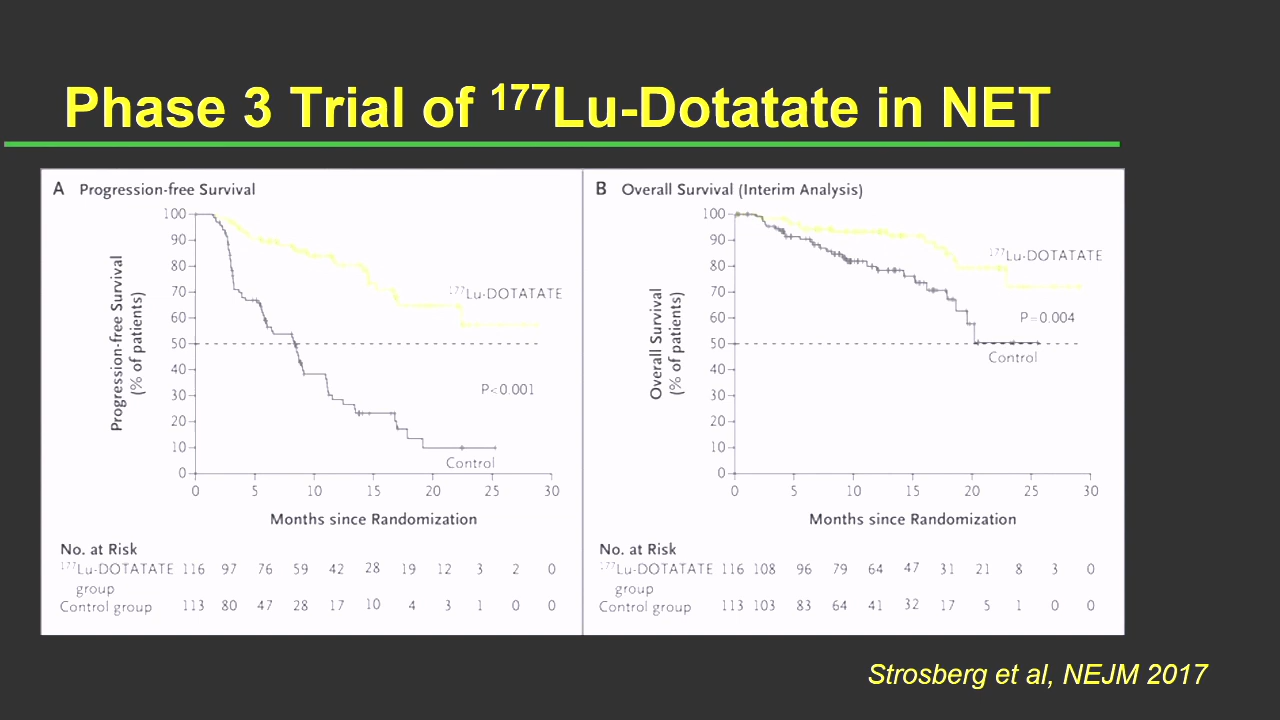 Phase 3 Trial of ¹⁷⁷Lu-Dotatate in NET
A Progression-free Survival
Progression-free Survival
(% of patients)
100
90
80
70
60
50
40
30
20
10
0
¹⁷⁷Lu-DOTATATE
P<0.001
Control
0 5 10 15 20 25 30
Months since Randomization
No. at Risk
¹⁷⁷Lu-DOTATATE 116 97 76 59 42 28 19 12 3 2 0
group
Control group 113 80 47 28 17 10 4 3 1 0 0
B Overall Survival (Interim Analysis)
Overall Survival
(% of patients)
100
90
80
70
60
50
40
30
20
10
0
¹⁷⁷Lu-DOTATATE
P=0.004
Control
0 5 10 15 20 25 30
Months since Randomization
No. at Risk
¹⁷⁷Lu-DOTATATE 116 108 96 79 64 47 31 21 8 3 0
group
Control group 113 103 83 64 41 32 17 5 1 0 0
Strosberg et al, NEJM 2017